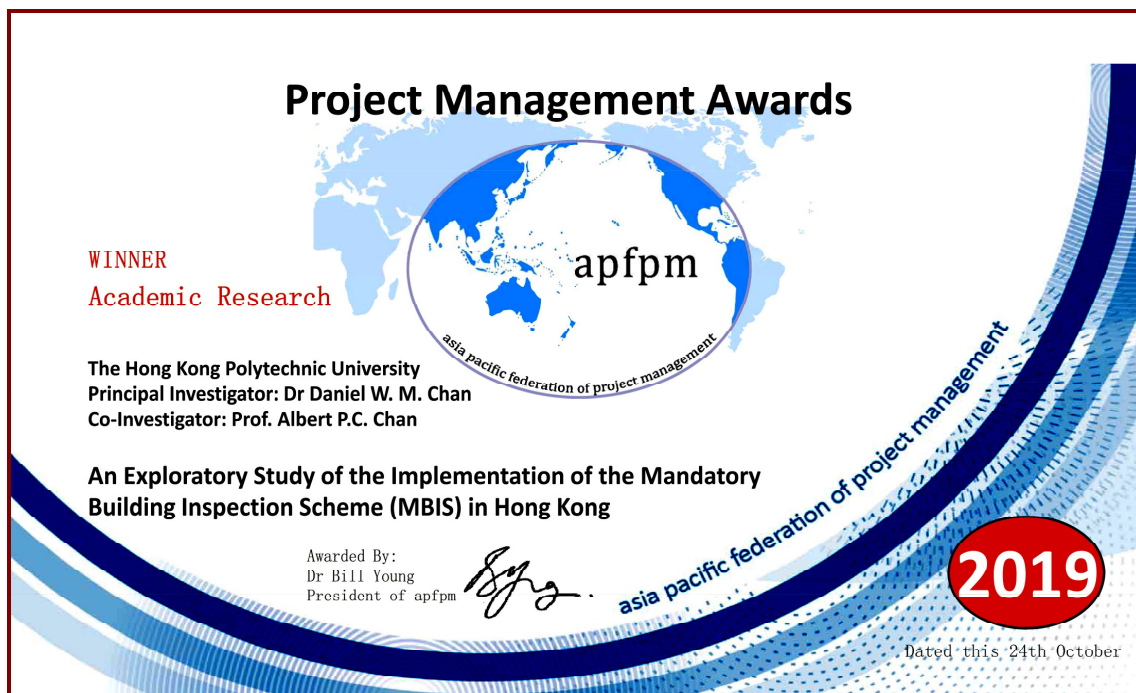 Project Management Awards
apfpm
asia pacific federation of project management
WINNER
Academic Research
The Hong Kong Polytechnic University
Principal Investigator: Dr Daniel W. M. Chan
Co-Investigator: Prof. Albert P.C. Chan
An Exploratory Study of the Implementation of the Mandatory
Building Inspection Scheme (MBIS) in Hong Kong
Awarded By:
Dr Bill Young
President of apfpm
asia pacific federation of project management
2019
Dated this 24th October